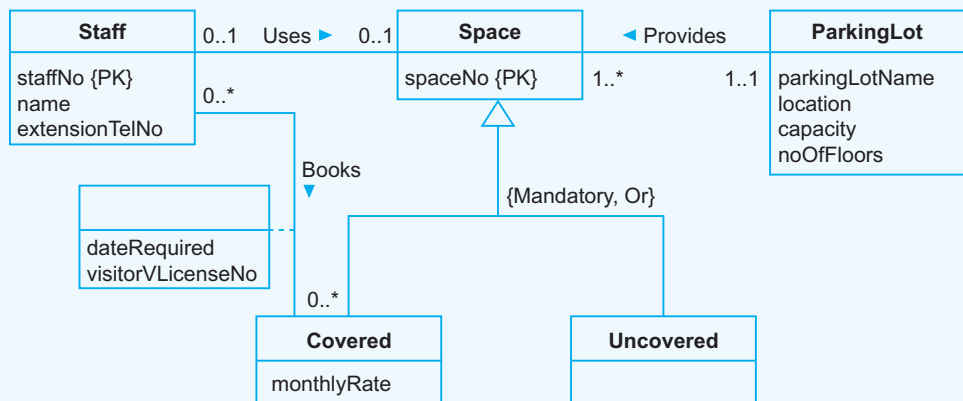 Staff
0..1 Uses ► 0..1
Space
◄ Provides
ParkingLot
staffNo {PK}
name
extensionTelNo
0..*
spaceNo {PK}
1..*
1..1
parkingLotName
location
capacity
noOfFloors
Books
▼
{Mandatory, Or}
dateRequired
visitorVLicenseNo
0..*
Covered
Uncovered
monthlyRate